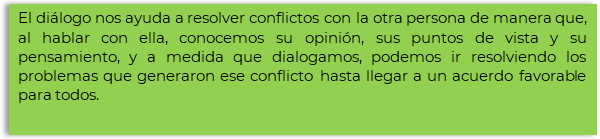 El diálogo nos ayuda a resolver conflictos con la otra persona de manera que,
al hablar con ella, conocemos su opinión, sus puntos de vista y su
pensamiento, y a medida que dialogamos, podemos ir resolviendo los
problemas que generaron ese conflicto hasta llegar a un acuerdo favorable
para todos.